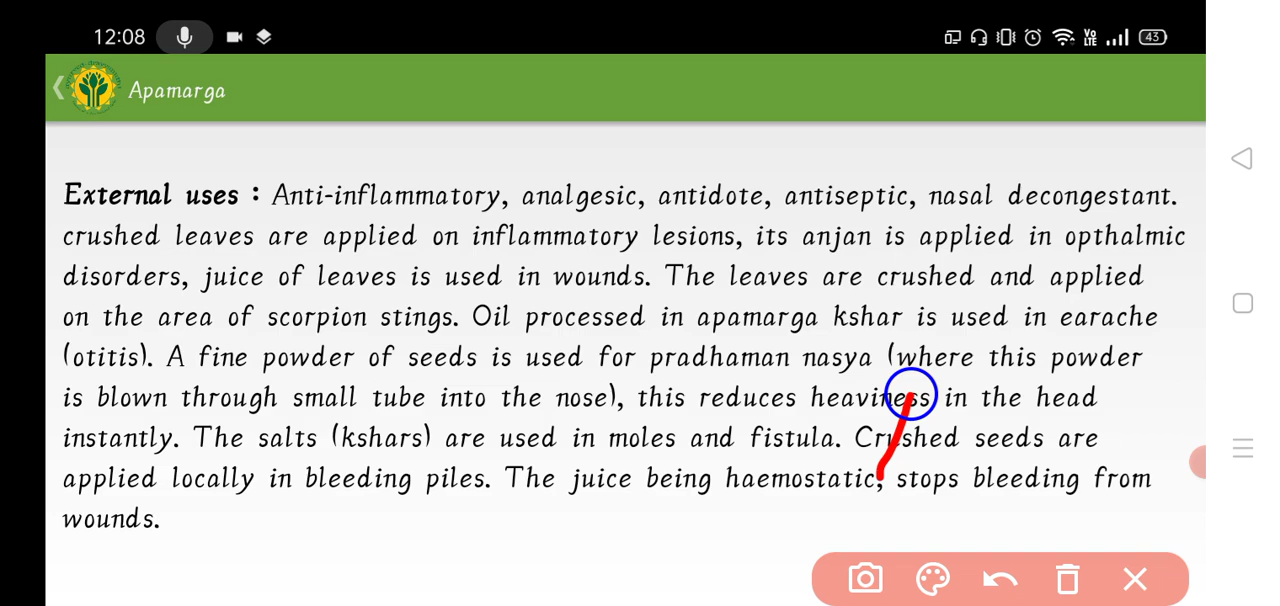 12:08
Vo
LTE
43
Apamarga
External uses : Anti-inflammatory, analgesic, antidote, antiseptic, nasal decongestant.
crushed leaves are applied on inflammatory lesions, its anjan is applied in opthalmic
disorders, juice of leaves is used in wounds. The leaves are crushed and applied
on the area of scorpion stings. Oil processed in apamarga kshar is used in earache
(otitis). A fine powder of seeds is used for pradhaman nasya (where this powder
is blown through small tube into the nose), this reduces heaviness in the head
instantly. The salts (kshars) are used in moles and fistula. Crushed seeds are
applied locally in bleeding piles. The juice being haemostatic, stops bleeding from
wounds.